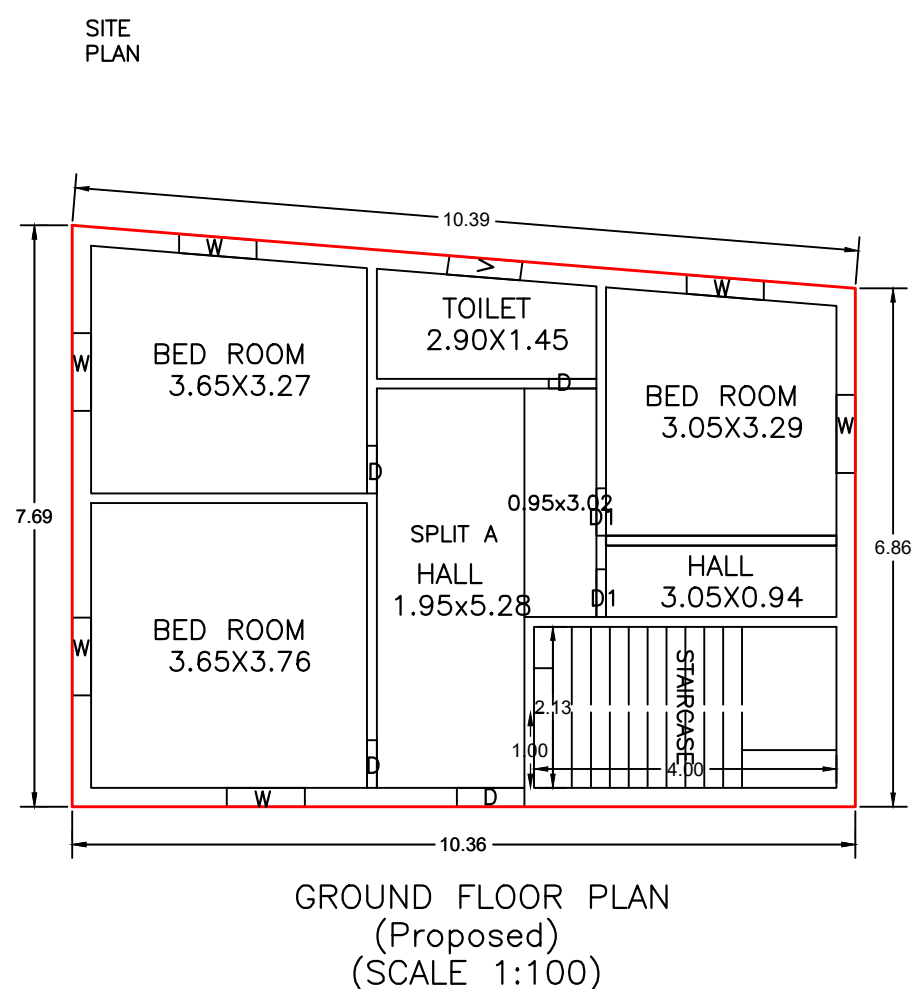 SITE
PLAN
10.39
W
V
W
TOILET
2.90X1.45
W
BED ROOM
3.65X3.27
D
BED ROOM
3.05X3.29
W
D
0.95x3.02
D1
7.69
SPLIT A
6.86
HALL
1.95x5.28
HALL
3.05X0.94
D1
BED ROOM
3.65X3.76
W
STAIRCASE
2.13
1.00
4.00
D
W
D
10.36
GROUND FLOOR PLAN
(Proposed)
(SCALE 1:100)